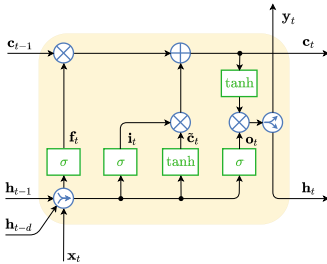 y_t
c_{t-1}
c_t
tanh
f_t
i_t
c̃_t
o_t
σ
σ
tanh
σ
h_{t-1}
h_t
h_{t-d}
x_t